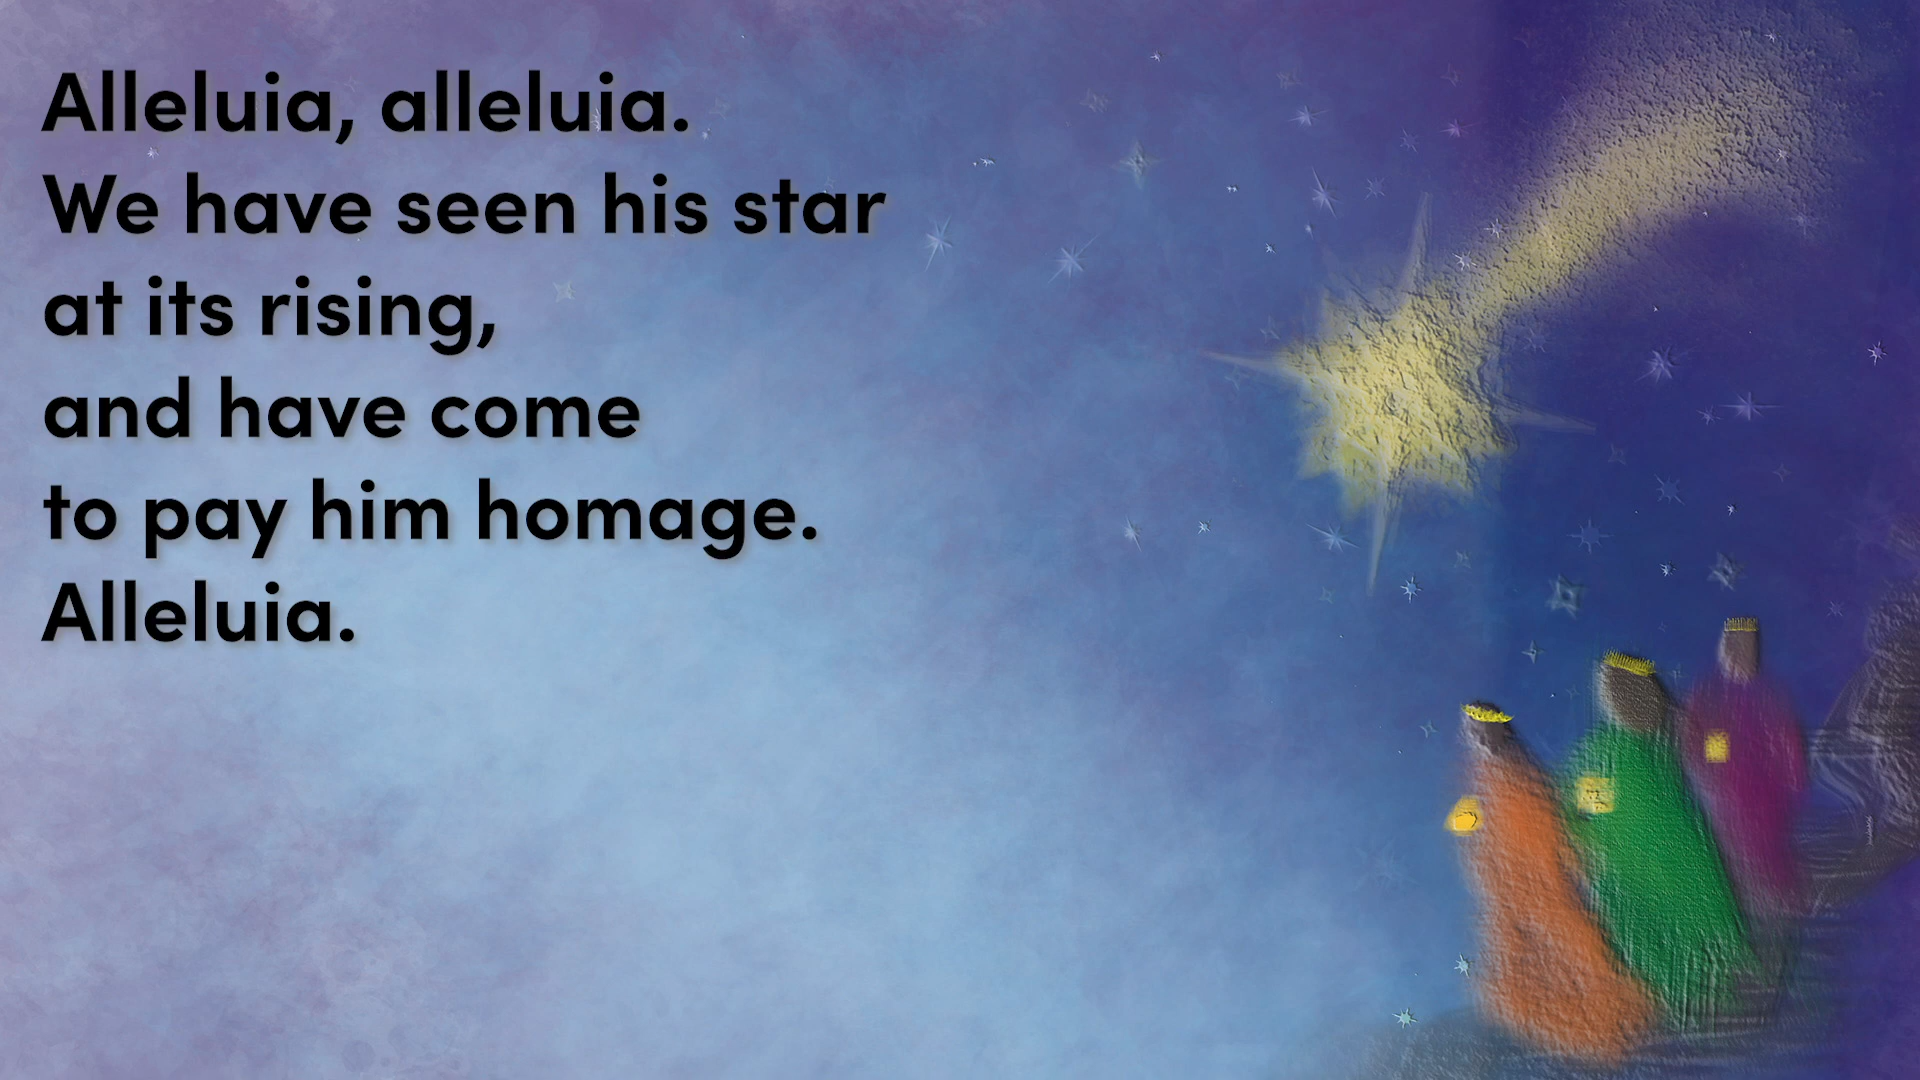 Alleluia, alleluia.
We have seen his star
at its rising,
and have come
to pay him homage.
Alleluia.